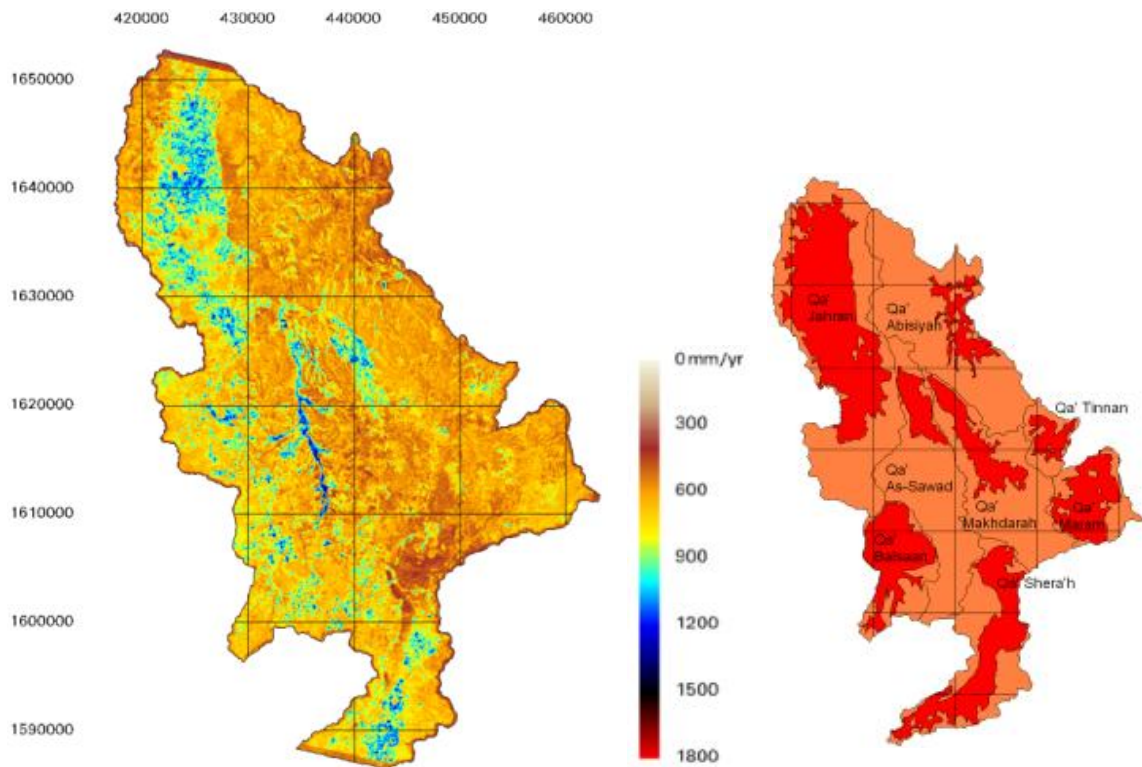 420000 430000 440000 450000 460000
1650000
1640000
1630000
1620000
1610000
1600000
1590000
0 mm/yr
300
600
900
1200
1500
1800
Qa'
Jahran
Qa'
Abisiyah
Qa' Tinnan
Qa'
As-Sawad
Qa'
Makhdarah
Qa'
Qa'
Balsaan
Qa' Shera'h